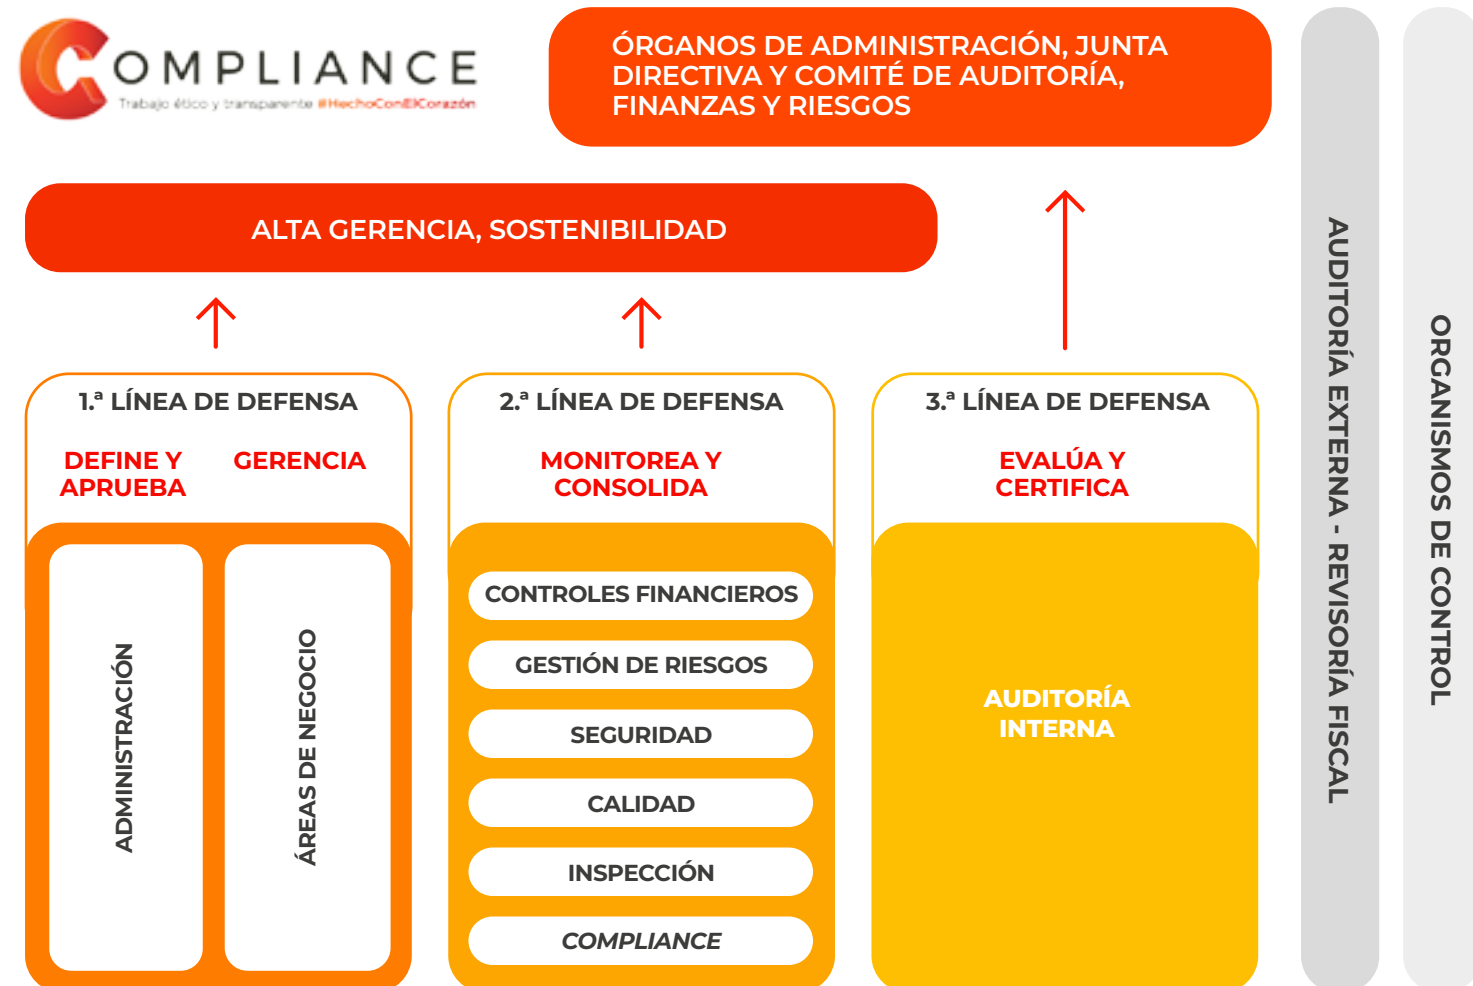 COMPLIANCE
Trabajo ético y transparente #HechoConElCorazón
ÓRGANOS DE ADMINISTRACIÓN, JUNTA
DIRECTIVA Y COMITÉ DE AUDITORÍA,
FINANZAS Y RIESGOS
ALTA GERENCIA, SOSTENIBILIDAD
1.ª LÍNEA DE DEFENSA
DEFINE Y
APRUEBA
GERENCIA
ADMINISTRACIÓN
ÁREAS DE NEGOCIO
2.ª LÍNEA DE DEFENSA
MONITOREA Y
CONSOLIDA
CONTROLES FINANCIEROS
GESTIÓN DE RIESGOS
SEGURIDAD
CALIDAD
INSPECCIÓN
COMPLIANCE
3.ª LÍNEA DE DEFENSA
EVALÚA Y
CERTIFICA
AUDITORÍA
INTERNA
AUDITORÍA EXTERNA - REVISORÍA FISCAL
ORGANISMOS DE CONTROL